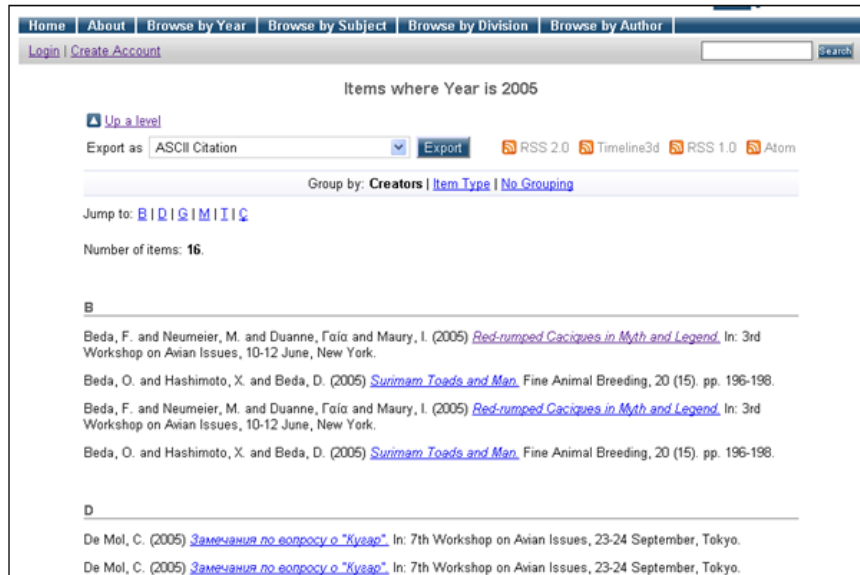 Home | About | Browse by Year | Browse by Subject | Browse by Division | Browse by Author |
Login | Create Account Search
Items where Year is 2005
Up a level
Export as ASCII Citation Export RSS 2.0 Timeline3d RSS 1.0 Atom
Group by: Creators | Item Type | No Grouping
Jump to: B | D | G | M | T | Ç
Number of items: 16.
B
Beda, F. and Neumeier, M. and Duanne, Γαία and Maury, I. (2005) Red-rumped Caciques in Myth and Legend. In: 3rd
Workshop on Avian Issues, 10-12 June, New York.
Beda, O. and Hashimoto, X. and Beda, D. (2005) Surimam Toads and Man. Fine Animal Breeding, 20 (15). pp. 196-198.
Beda, F. and Neumeier, M. and Duanne, Γαία and Maury, I. (2005) Red-rumped Caciques in Myth and Legend. In: 3rd
Workshop on Avian Issues, 10-12 June, New York.
Beda, O. and Hashimoto, X. and Beda, D. (2005) Surimam Toads and Man. Fine Animal Breeding, 20 (15). pp. 196-198.
D
De Mol, C. (2005) Замечания по вопросу о "Кугар". In: 7th Workshop on Avian Issues, 23-24 September, Tokyo.
De Mol, C. (2005) Замечания по вопросу о "Кугар". In: 7th Workshop on Avian Issues, 23-24 September, Tokyo.